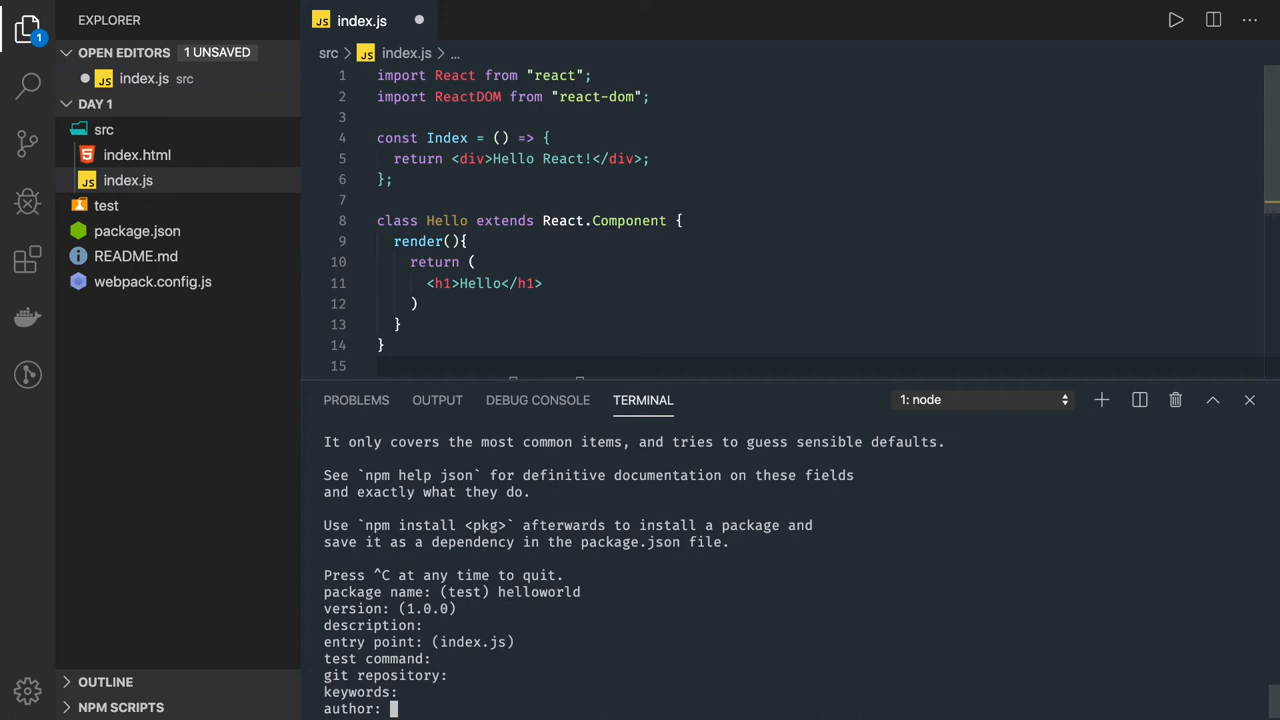 EXPLORER
OPEN EDITORS 1 UNSAVED
JS index.js src
DAY 1
src
5 index.html
JS index.js
test
package.json
README.md
webpack.config.js
OUTLINE
NPM SCRIPTS
1
JS index.js
src > JS index.js > ...
1 import React from "react";
2 import ReactDOM from "react-dom";
3
4 const Index = () => {
5 return <div>Hello React!</div>;
6 };
7
8 class Hello extends React.Component {
9 render(){
10 return (
11 <h1>Hello</h1>
12 )
13 }
14 }
15
PROBLEMS OUTPUT DEBUG CONSOLE TERMINAL 1: node
It only covers the most common items, and tries to guess sensible defaults.
See `npm help json` for definitive documentation on these fields
and exactly what they do.
Use `npm install <pkg>` afterwards to install a package and
save it as a dependency in the package.json file.
Press ^C at any time to quit.
package name: (test) helloworld
version: (1.0.0)
description:
entry point: (index.js)
test command:
git repository:
keywords:
author: